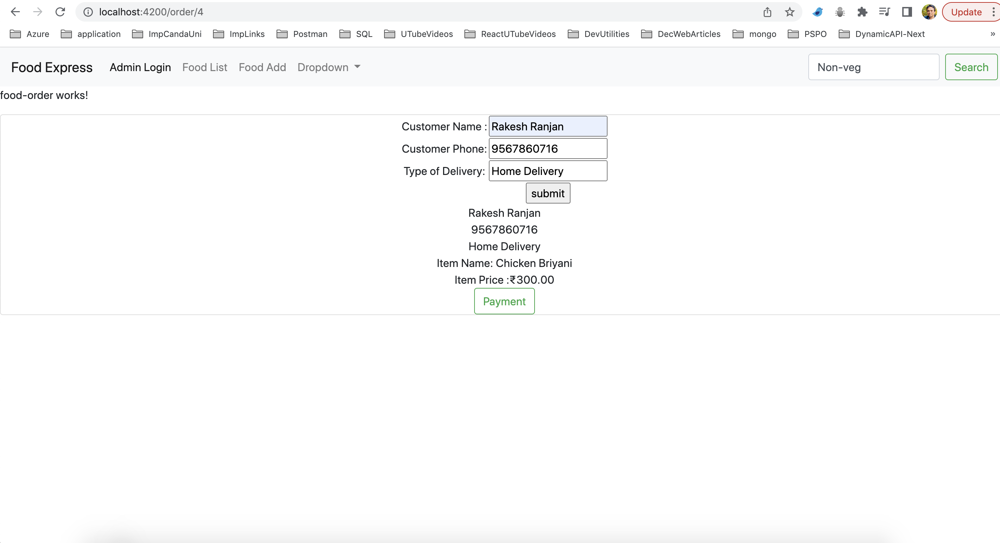 localhost:4200/order/4
Update
Azure application ImpCandaUni ImpLinks Postman SQL UTubeVideos ReactUTubeVideos DevUtilities DecWebArticles mongo PSPO DynamicAPI-Next »
Food Express Admin Login Food List Food Add Dropdown Non-veg Search
food-order works!
Customer Name : Rakesh Ranjan
Customer Phone: 9567860716
Type of Delivery: Home Delivery
submit
Rakesh Ranjan
9567860716
Home Delivery
Item Name: Chicken Briyani
Item Price :₹300.00
Payment